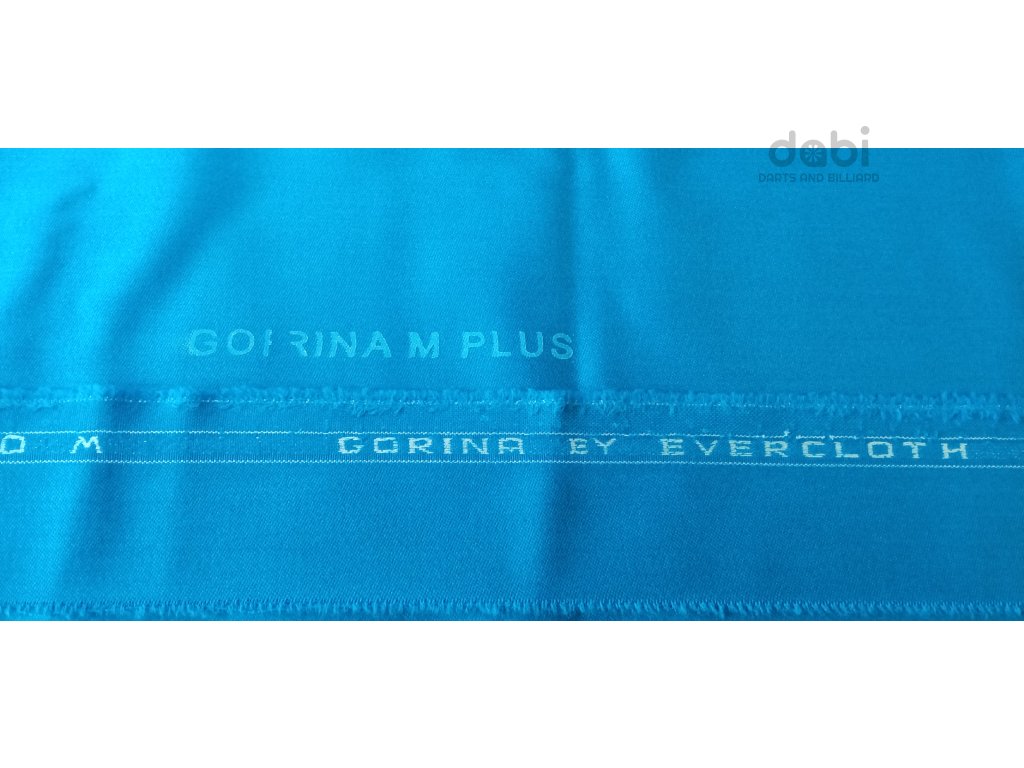 dabi
DARTS AND BILLIARD
GORINA M PLUS
O M GORINA BY EVERCLOTH